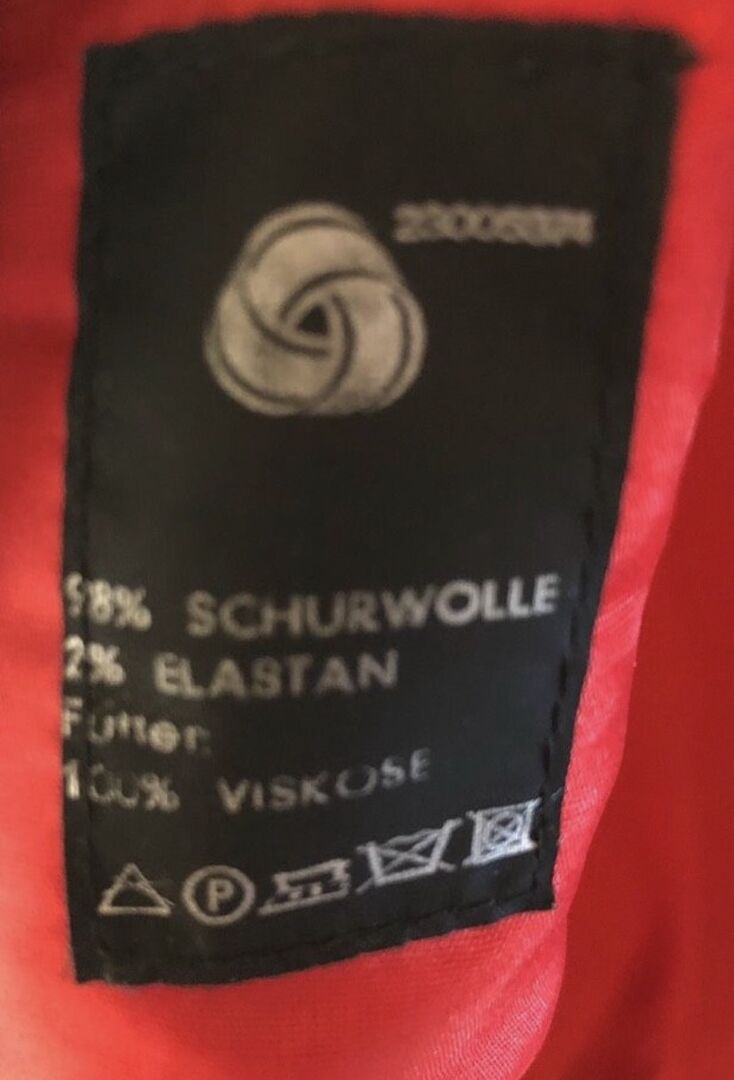 98% SCHURWOLLE
2% ELASTAN
Futter:
100% VISKOSE
P